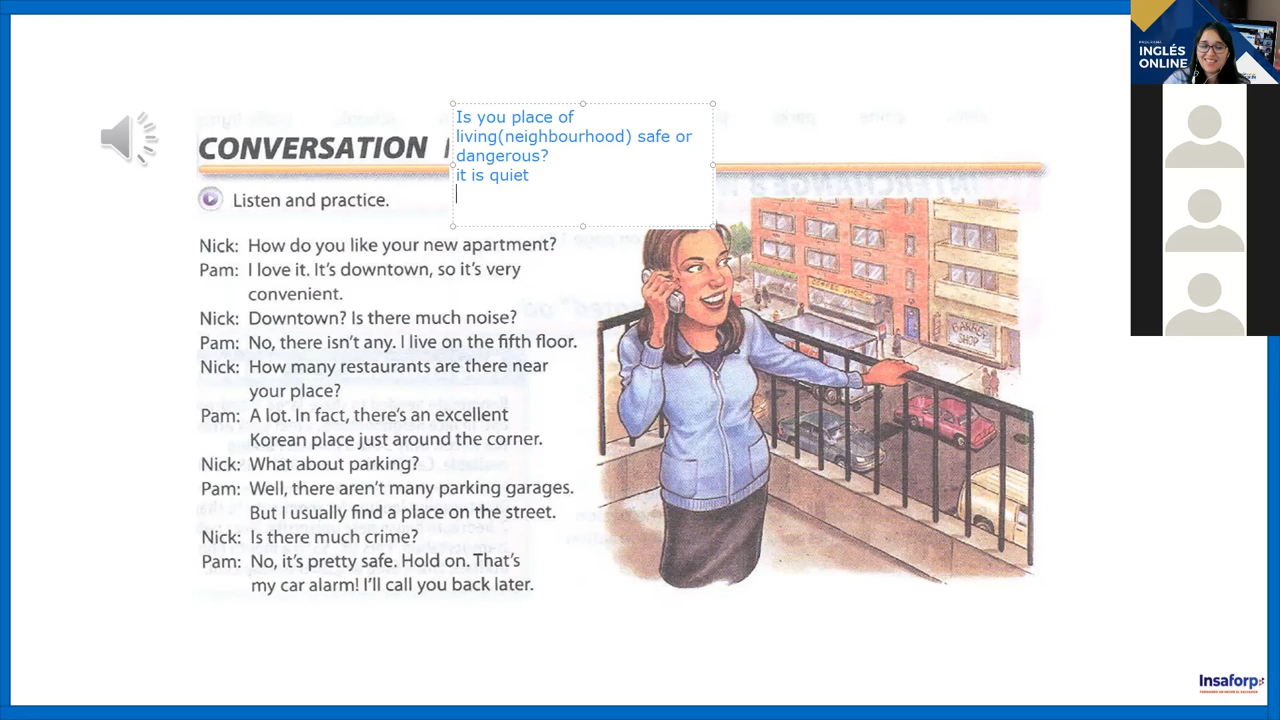 PROGRAMA
INGLÉS
ONLINE
Is you place of
living(neighbourhood) safe or
dangerous?
it is quiet
CONVERSATION
Listen and practice.
Nick: How do you like your new apartment?
Pam: I love it. It's downtown, so it's very
convenient.
Nick: Downtown? Is there much noise?
Pam: No, there isn't any. I live on the fifth floor.
Nick: How many restaurants are there near
your place?
Pam: A lot. In fact, there's an excellent
Korean place just around the corner.
Nick: What about parking?
Pam: Well, there aren't many parking garages.
But I usually find a place on the street.
Nick: Is there much crime?
Pam: No, it's pretty safe. Hold on. That's
my car alarm! I'll call you back later.
SHOP
Insaforp